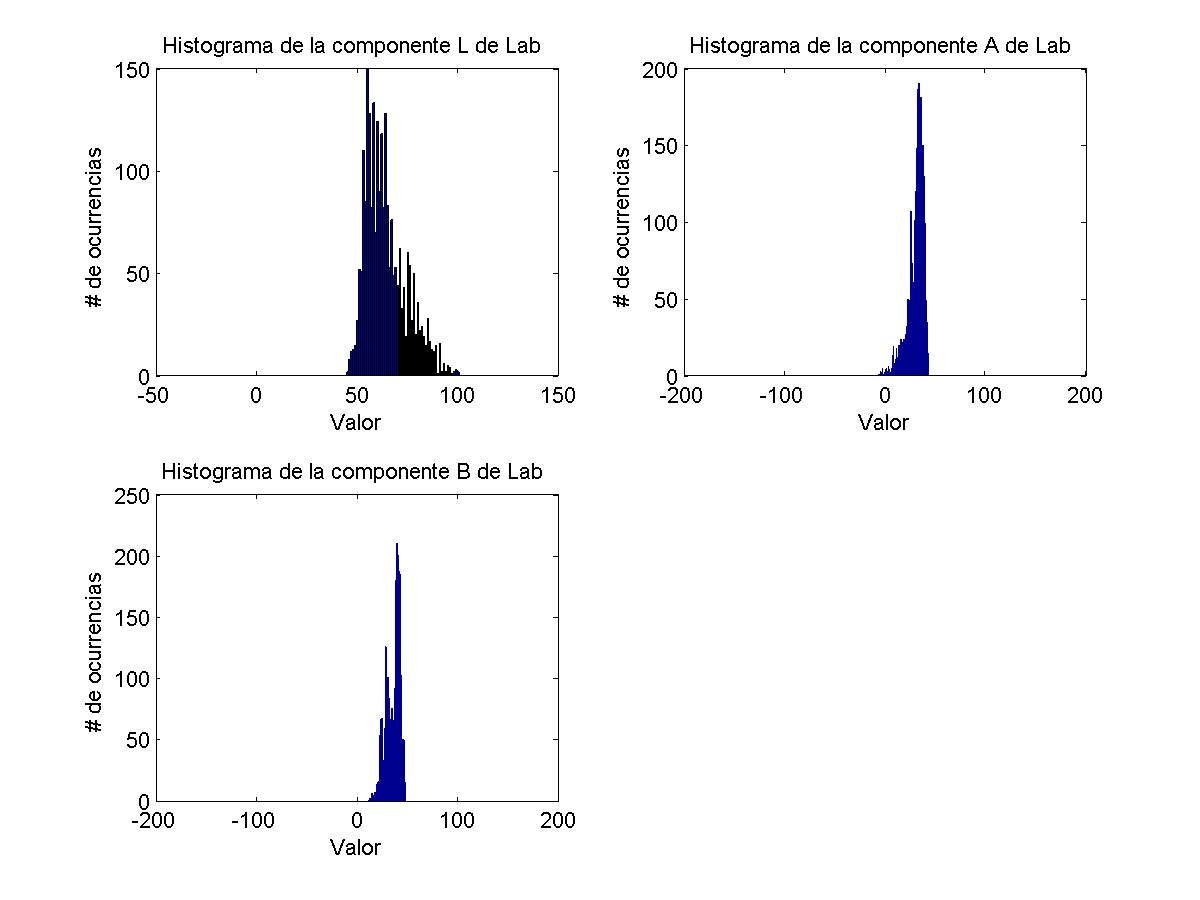 Histograma de la componente L de Lab
150
100
50
0
-50 0 50 100 150
# de ocurrencias
Valor
Histograma de la componente A de Lab
200
150
100
50
0
-200 -100 0 100 200
# de ocurrencias
Valor
Histograma de la componente B de Lab
250
200
150
100
50
0
-200 -100 0 100 200
# de ocurrencias
Valor